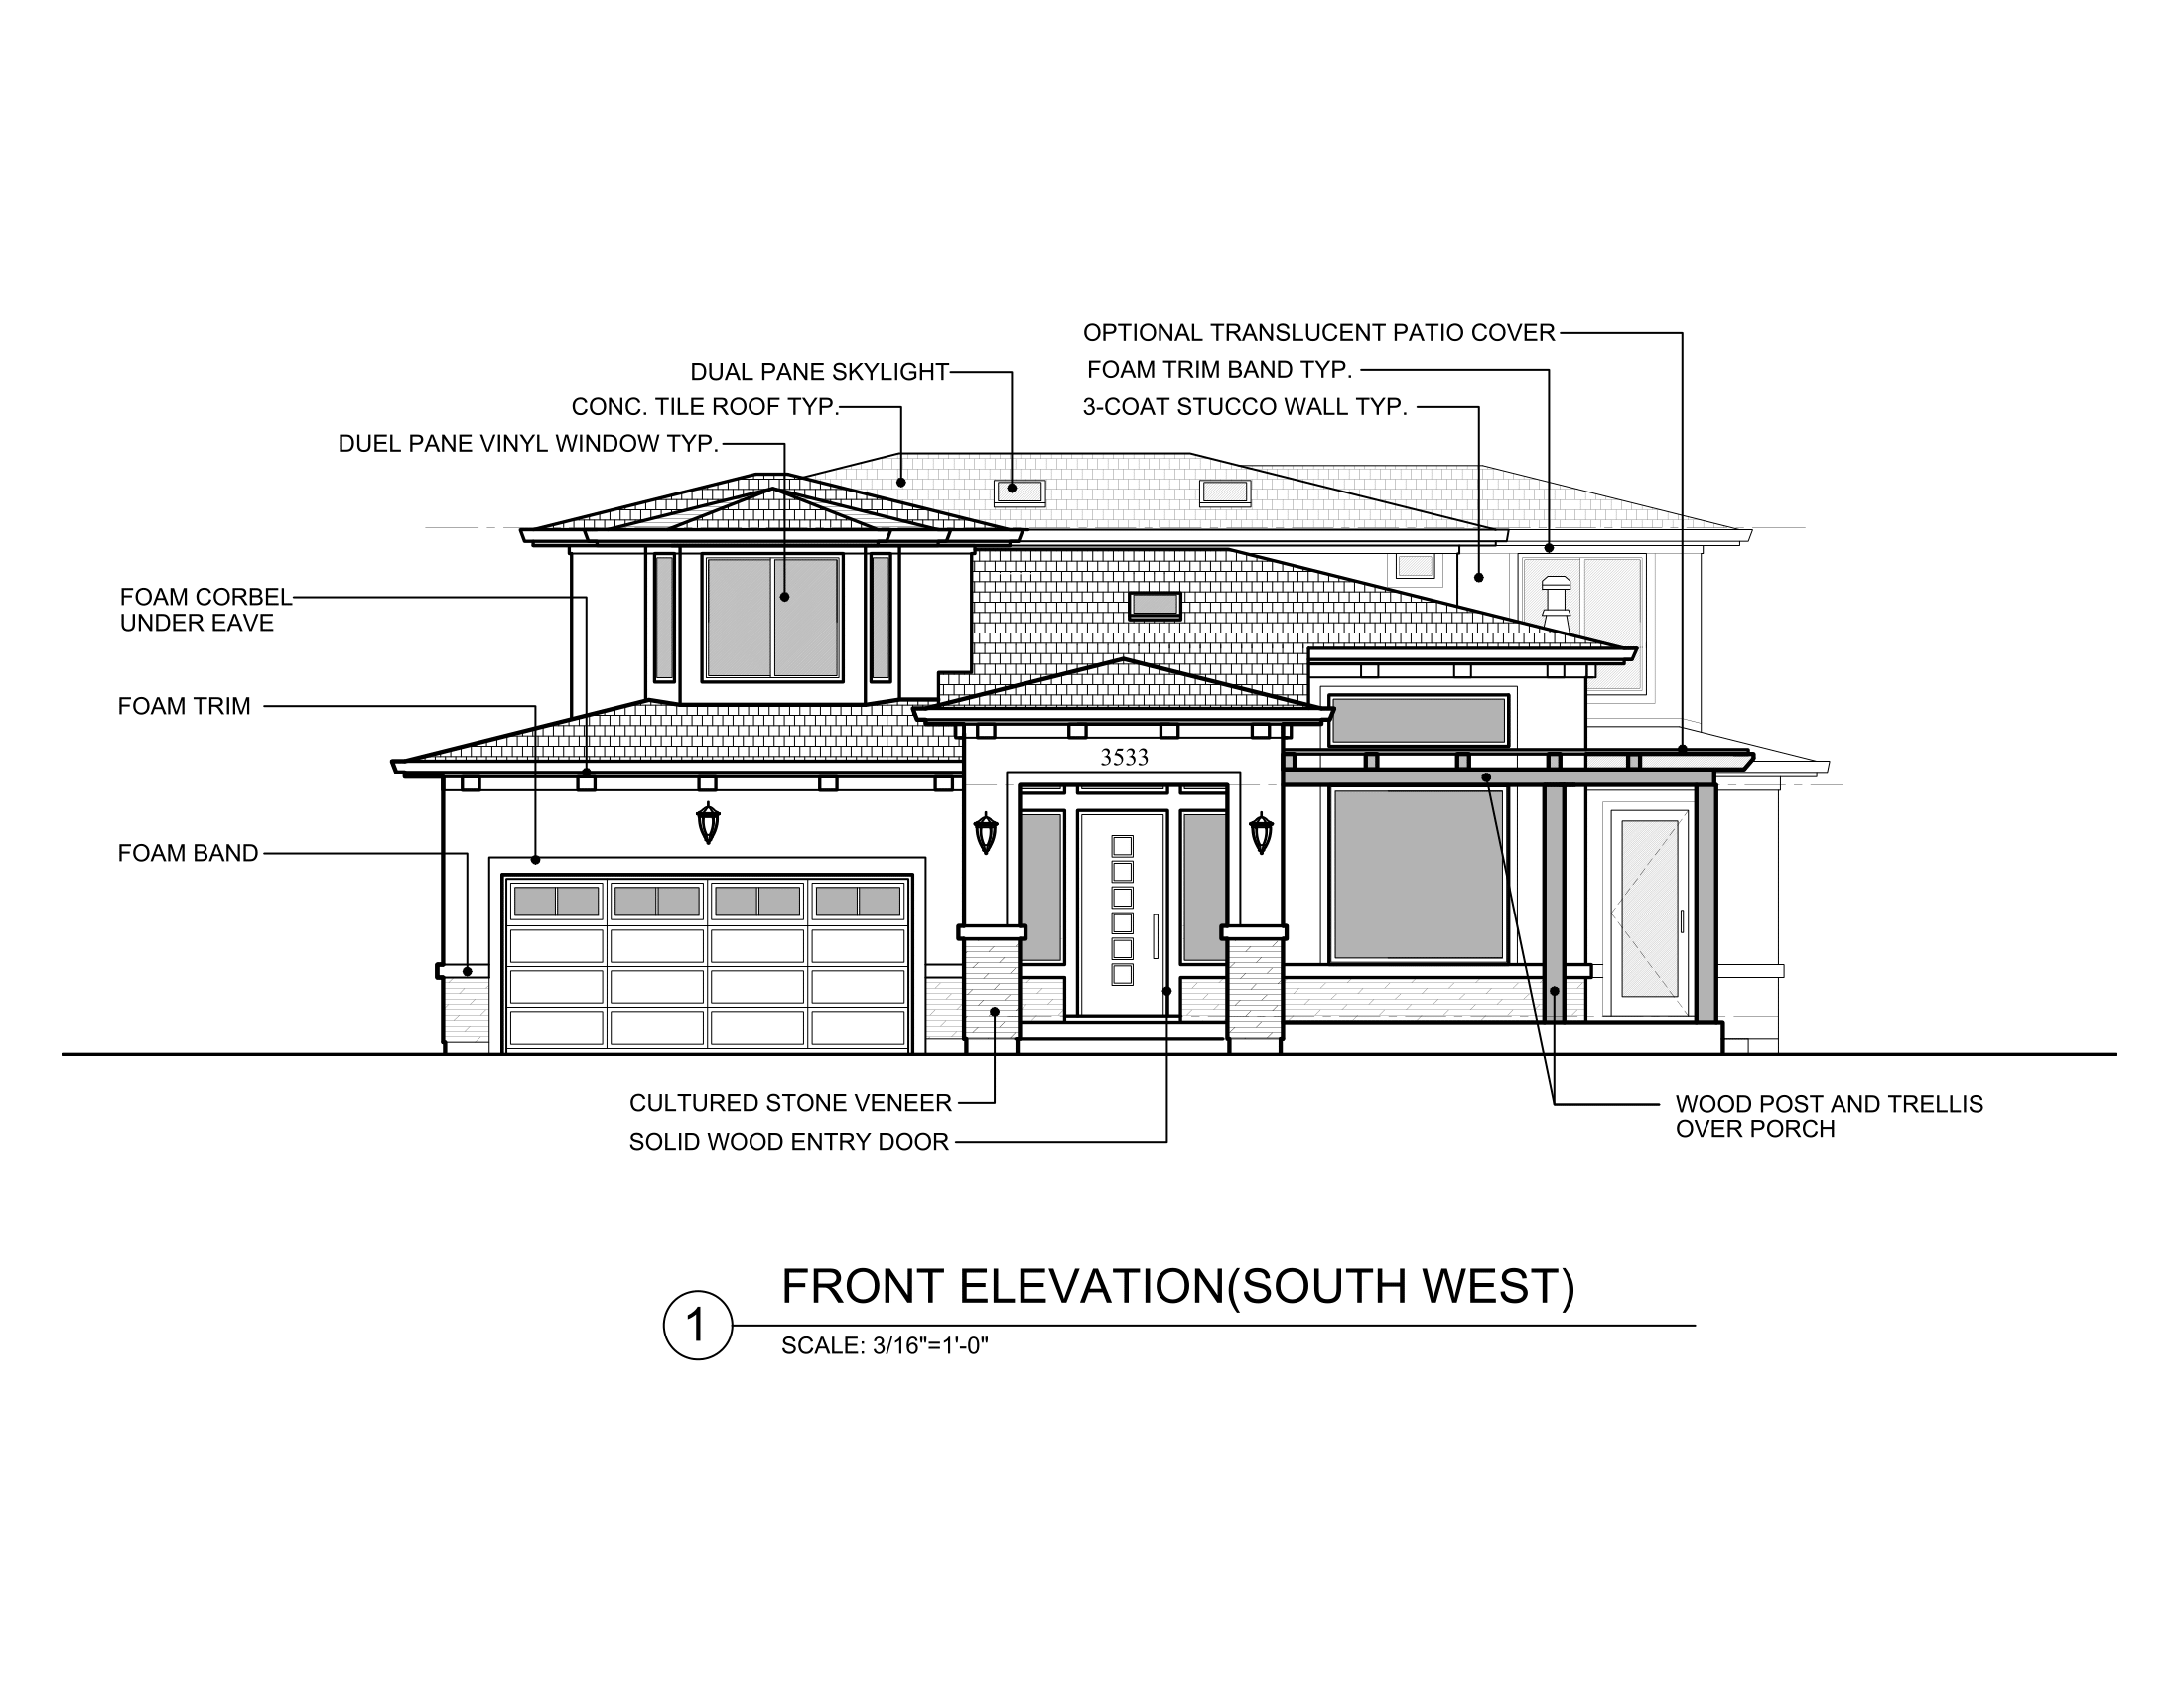 OPTIONAL TRANSLUCENT PATIO COVER
DUAL PANE SKYLIGHT
FOAM TRIM BAND TYP.
CONC. TILE ROOF TYP.
3-COAT STUCCO WALL TYP.
DUEL PANE VINYL WINDOW TYP.
FOAM CORBEL
UNDER EAVE
FOAM TRIM
3533
FOAM BAND
CULTURED STONE VENEER
WOOD POST AND TRELLIS
OVER PORCH
SOLID WOOD ENTRY DOOR
FRONT ELEVATION(SOUTH WEST)
1
SCALE: 3/16"=1'-0"